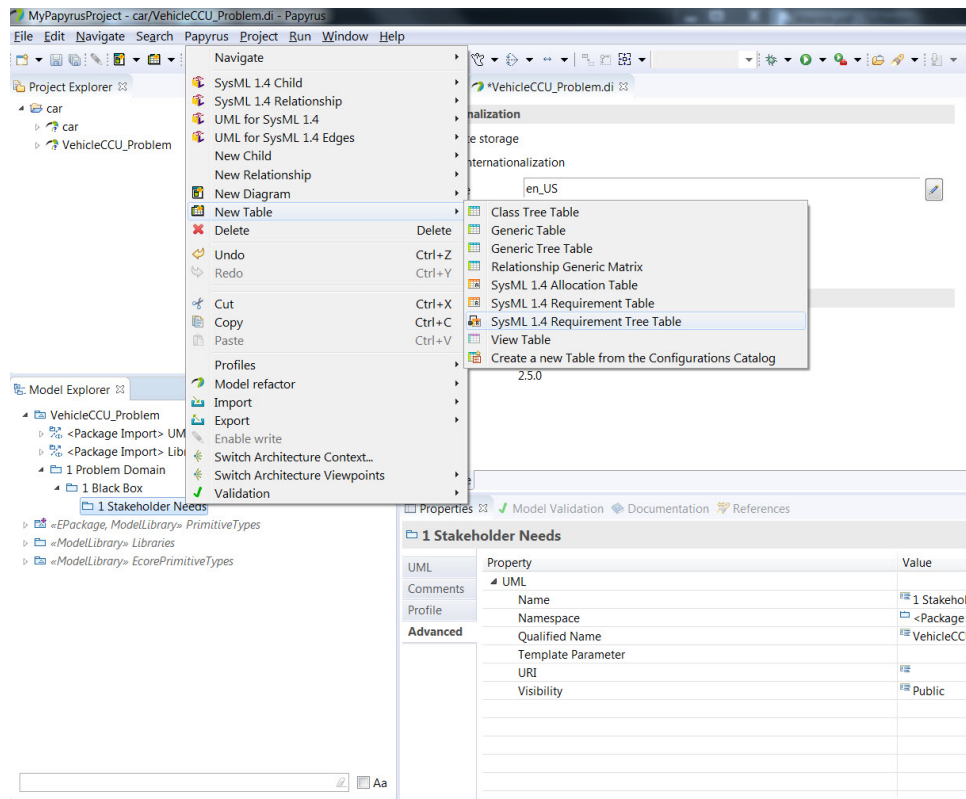 MyPapyrusProject - car/VehicleCCU_Problem.di - Papyrus
File Edit Navigate Search Papyrus Project Run Window Help
Project Explorer
car
car
VehicleCCU_Problem
Navigate
SysML 1.4 Child
SysML 1.4 Relationship
UML for SysML 1.4
UML for SysML 1.4 Edges
New Child
New Relationship
New Diagram
New Table
Delete Delete
Undo Ctrl+Z
Redo Ctrl+Y
Cut Ctrl+X
Copy Ctrl+C
Paste Ctrl+V
Profiles
Model refactor
Import
Export
Enable write
Switch Architecture Context...
Switch Architecture Viewpoints
Validation
*VehicleCCU_Problem.di
nalization
e storage
nternationalization
en_US
Class Tree Table
Generic Table
Generic Tree Table
Relationship Generic Matrix
SysML 1.4 Allocation Table
SysML 1.4 Requirement Table
SysML 1.4 Requirement Tree Table
View Table
Create a new Table from the Configurations Catalog
2.5.0
Model Explorer
VehicleCCU_Problem
<Package Import> UM
<Package Import> Libr
1 Problem Domain
1 Black Box
1 Stakeholder Needs
«EPackage, ModelLibrary» PrimitiveTypes
«ModelLibrary» Libraries
«ModelLibrary» EcorePrimitiveTypes
Aa
Properties Model Validation Documentation References
1 Stakeholder Needs
UML
Comments
Profile
Advanced
Property Value
UML
Name 1 Stakehol
Namespace <Package
Qualified Name VehicleCC
Template Parameter
URI
Visibility Public